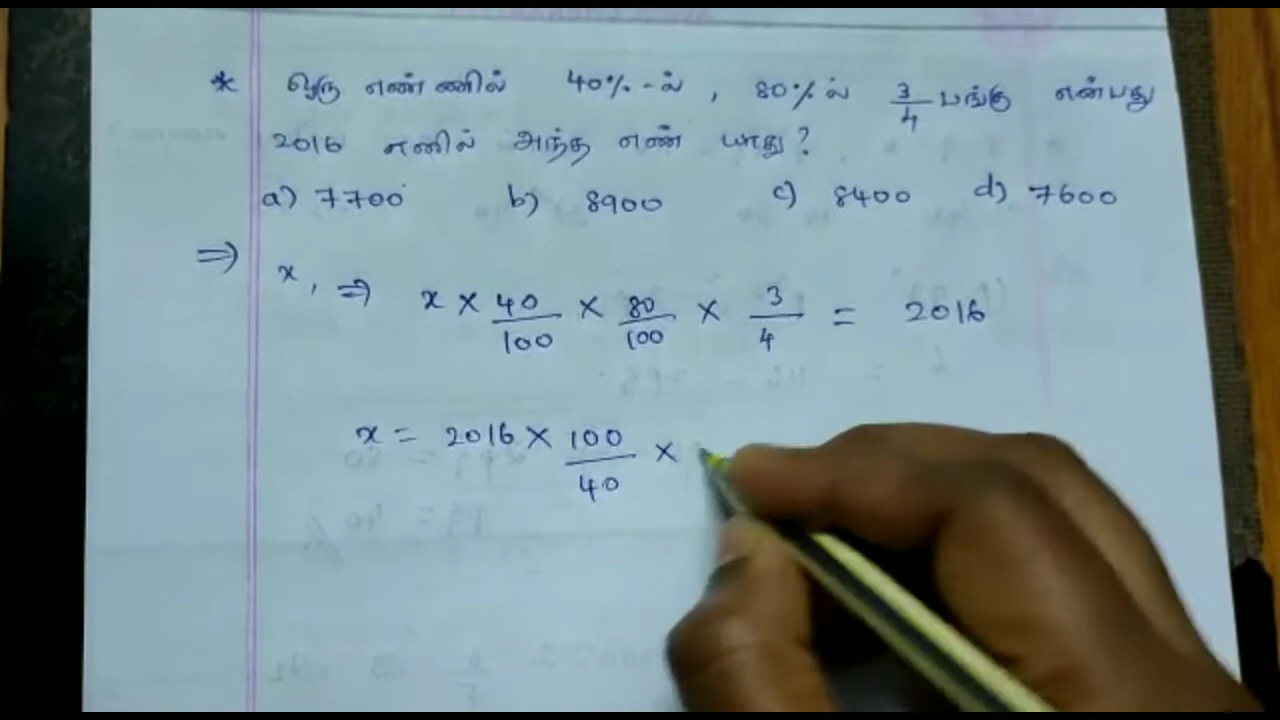 * ஒரு எண்ணில் 40%-ல், 80%ல் 3/4 பங்கு என்பது
2016 எனில் அந்த எண் யாது?
a) 7700 b) 8900 c) 8400 d) 7600
⇒ x, ⇒ x × 40/100 × 80/100 × 3/4 = 2016
x = 2016 × 100/40 ×